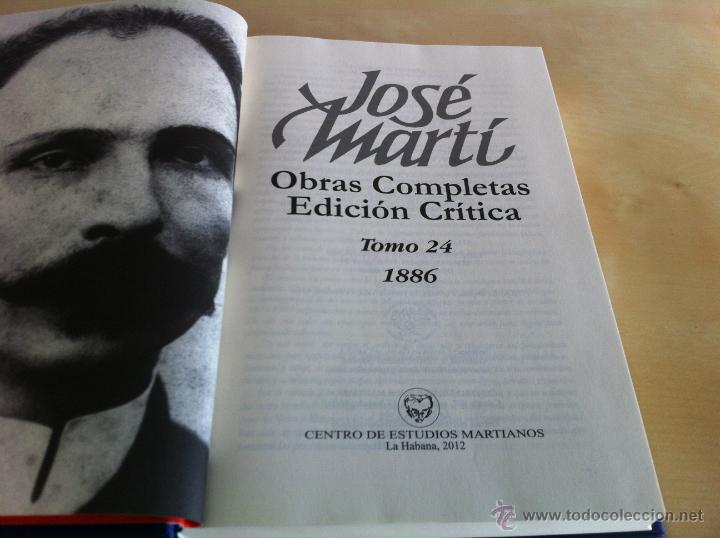 José
Martí
Obras Completas
Edición Crítica
Tomo 24
1886
CENTRO DE ESTUDIOS MARTIANOS
La Habana, 2012
© www.todocoleccion.net